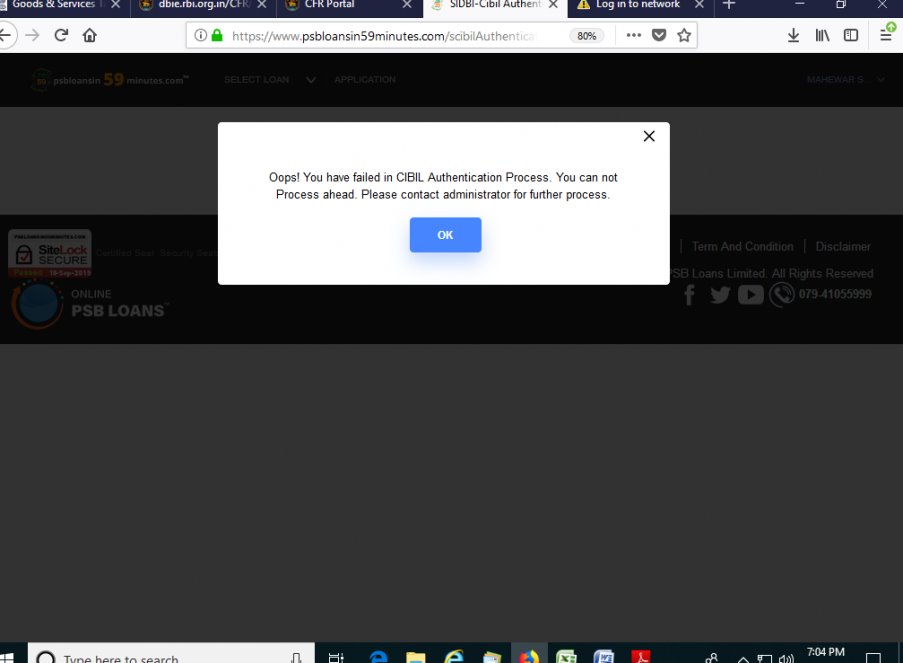 Goods & Services
dbie.rbi.org.in/CFR
CFR Portal
SIDBI-Cibil Authent
Log in to network
https://www.psbloansin59minutes.com/scibilAuthentica
80%
psbloansin 59 minutes.com™
SELECT LOAN
APPLICATION
MAHEWAR S...
Oops! You have failed in CIBIL Authentication Process. You can not
Process ahead. Please contact administrator for further process.
OK
PSBLOANSIN59MINUTES.COM
SiteLock
SECURE
Passed 10-Sep-2019
Certified Seal Security Seal
| Term And Condition | Disclaimer
PSB Loans Limited. All Rights Reserved
079-41055999
ONLINE
PSB LOANS™
Type here to search
7:04 PM